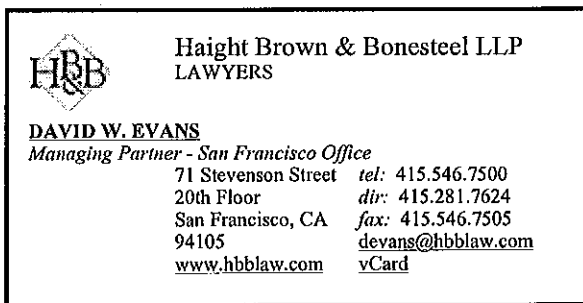 HB&B
Haight Brown & Bonesteel LLP
LAWYERS
DAVID W. EVANS
Managing Partner - San Francisco Office
71 Stevenson Street tel: 415.546.7500
20th Floor dir: 415.281.7624
San Francisco, CA fax: 415.546.7505
94105 devans@hbblaw.com
www.hbblaw.com vCard